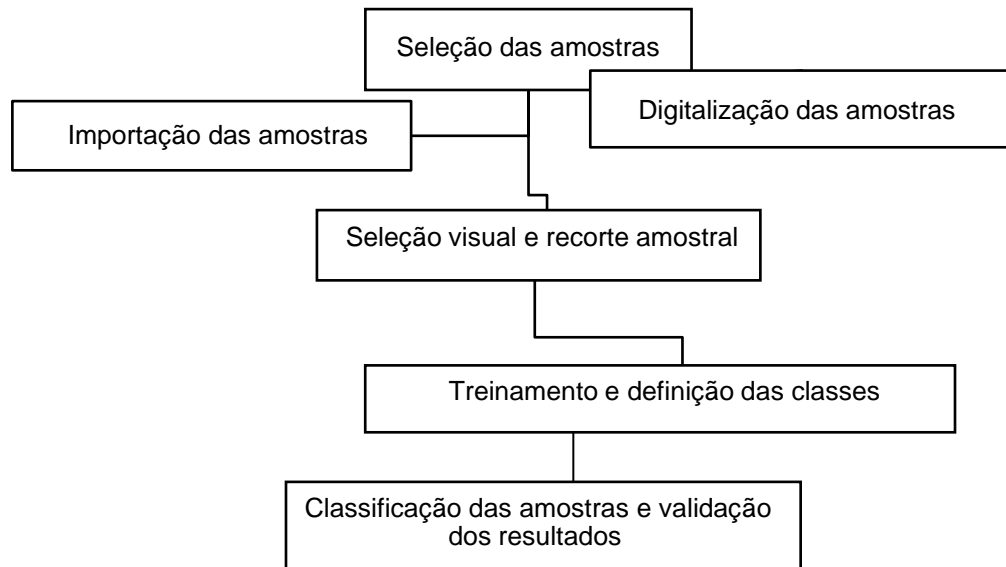 Seleção das amostras
Digitalização das amostras
Importação das amostras
Seleção visual e recorte amostral
Treinamento e definição das classes
Classificação das amostras e validação
dos resultados